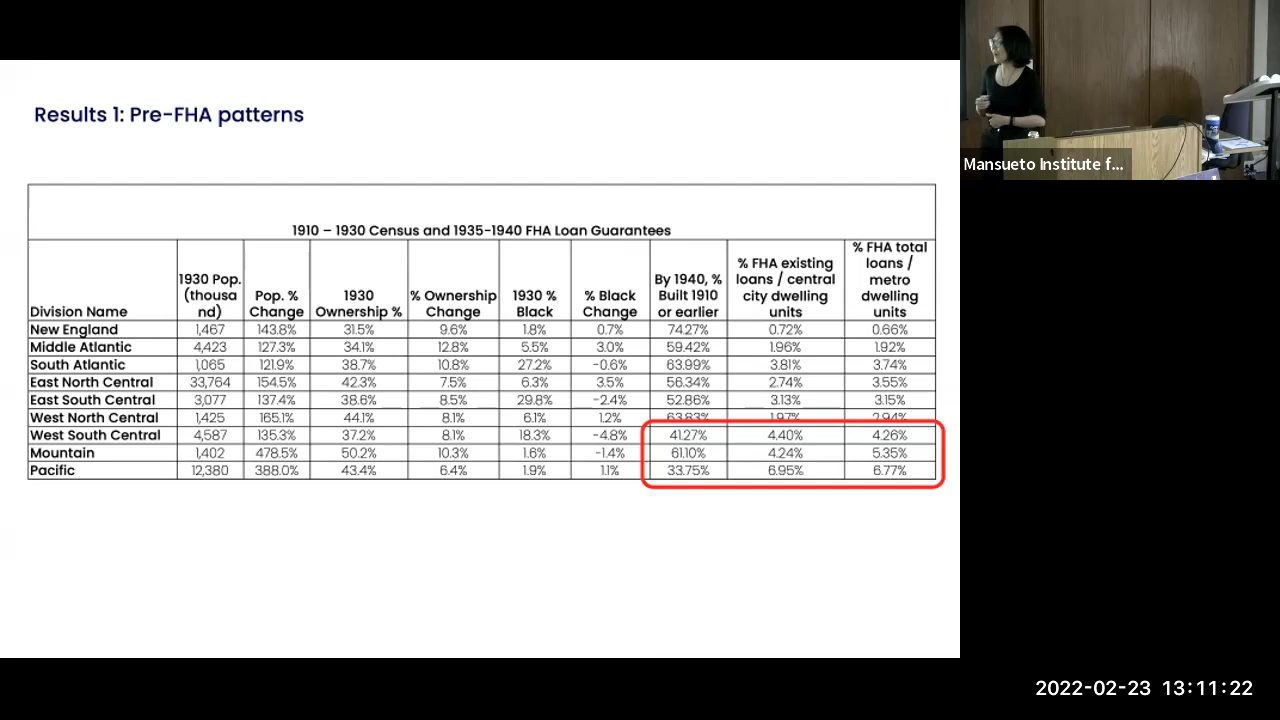 Results 1: Pre-FHA patterns
1910 – 1930 Census and 1935-1940 FHA Loan Guarantees
Division Name 1930 Pop. (thousa nd) Pop. % Change 1930 Ownership % % Ownership Change 1930 % Black % Black Change By 1940, % Built 1910 or earlier % FHA existing loans / central city dwelling units % FHA total loans / metro dwelling units
New England 1,467 143.8% 31.5% 9.6% 1.8% 0.7% 74.27% 0.72% 0.66%
Middle Atlantic 4,423 127.3% 34.1% 12.8% 5.5% 3.0% 59.42% 1.96% 1.92%
South Atlantic 1,065 121.9% 38.7% 10.8% 27.2% -0.6% 63.99% 3.81% 3.74%
East North Central 33,764 154.5% 42.3% 7.5% 6.3% 3.5% 56.34% 2.74% 3.55%
East South Central 3,077 137.4% 38.6% 8.5% 29.8% -2.4% 52.86% 3.13% 3.15%
West North Central 1,425 165.1% 44.1% 8.1% 6.1% 1.2% 63.83% 1.97% 2.94%
West South Central 4,587 135.3% 37.2% 8.1% 18.3% -4.8% 41.27% 4.40% 4.26%
Mountain 1,402 478.5% 50.2% 10.3% 1.6% -1.4% 61.10% 4.24% 5.35%
Pacific 12,380 388.0% 43.4% 6.4% 1.9% 1.1% 33.75% 6.95% 6.77%
Mansueto Institute f...
2022-02-23 13:11:22